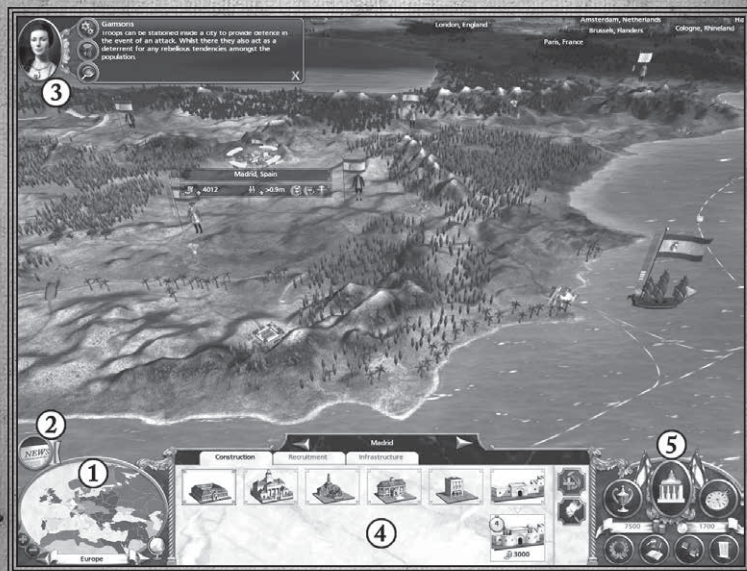 Garrisons
Troops can be stationed inside a city to provide defence in
the event of an attack. Whilst there they also act as a
deterrent for any rebellious tendencies amongst the
population.
X
London, England
Amsterdam, Netherlands
Ha
Brussels, Flanders
Cologne, Rhineland
Paris, France
3
Madrid, Spain
4012
>0.9m
2
NEWS
1
Europe
Madrid
Construction
Recruitment
Infrastructure
4
4
3000
5
7500
1700